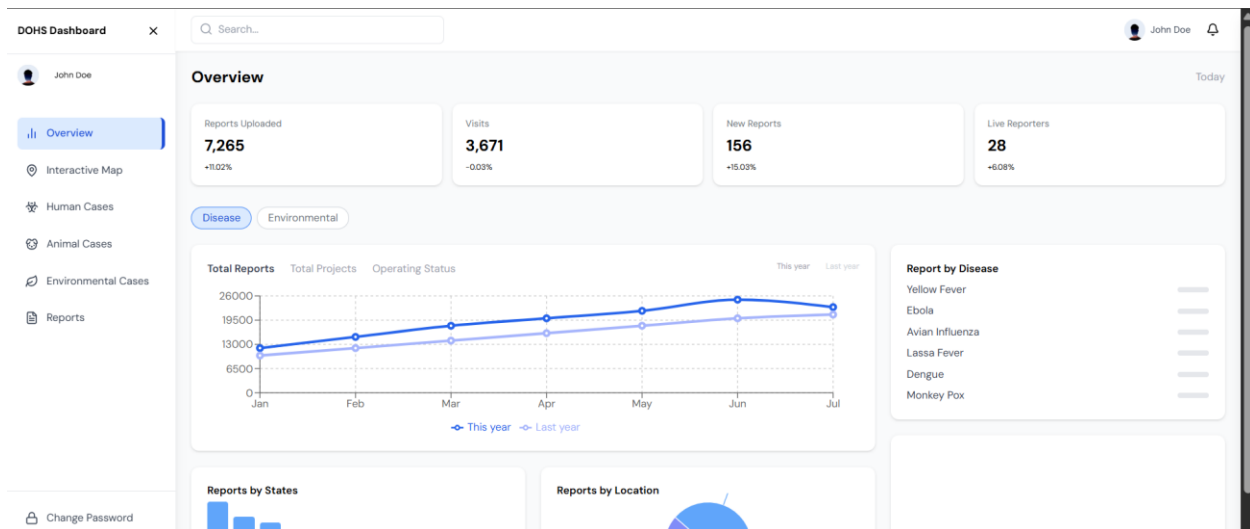 DOHS Dashboard
John Doe
Overview
Interactive Map
Human Cases
Animal Cases
Environmental Cases
Reports
Change Password
Search...
John Doe
Overview
Today
Reports Uploaded
7,265
+11.02%
Visits
3,671
-0.03%
New Reports
156
+15.03%
Live Reporters
28
+6.08%
Disease
Environmental
Total Reports Total Projects Operating Status
This year Last year
26000
19500
13000
6500
0
Jan Feb Mar Apr May Jun Jul
This year Last year
Report by Disease
Yellow Fever
Ebola
Avian Influenza
Lassa Fever
Dengue
Monkey Pox
Reports by States
Reports by Location